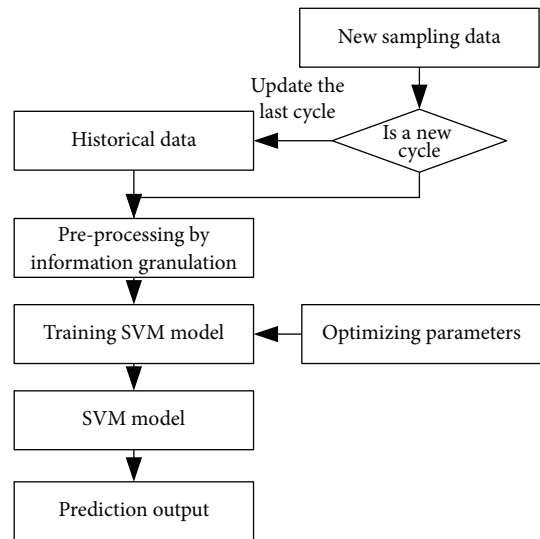 New sampling data
Update the
last cycle
Is a new
cycle
Historical data
Pre-processing by
information granulation
Training SVM model
Optimizing parameters
SVM model
Prediction output